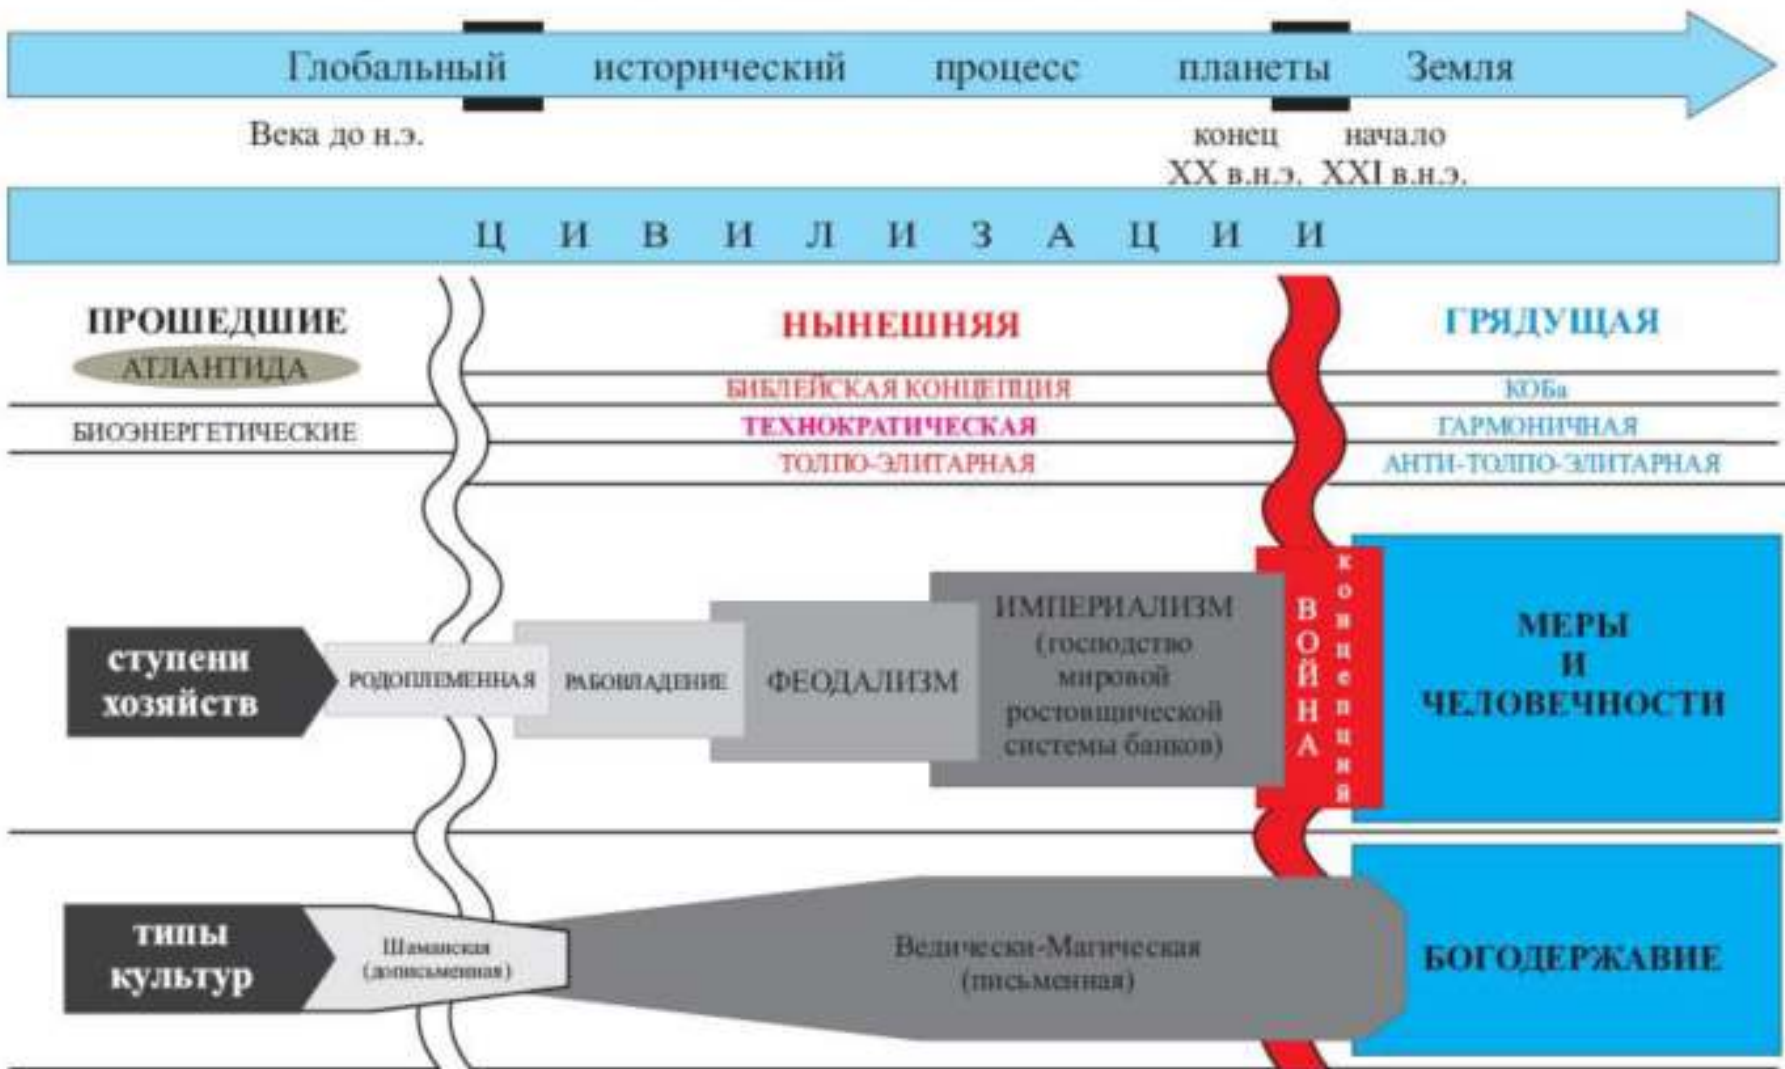 Глобальный исторический процесс планеты Земля
Века до н.э.
конец начало
XX в.н.э. XXI в.н.э.
ЦИВИЛИЗАЦИИ
ПРОШЕДШИЕ
АТЛАНТИДА
БИОЭНЕРГЕТИЧЕСКИЕ
НЫНЕШНЯЯ
БИБЛЕЙСКАЯ КОНЦЕПЦИЯ
ТЕХНОКРАТИЧЕСКАЯ
ТОЛПО-ЭЛИТАРНАЯ
ГРЯДУЩАЯ
КОБа
ГАРМОНИЧНАЯ
АНТИ-ТОЛПО-ЭЛИТАРНАЯ
ступени
хозяйств
РОДОПЛЕМЕННАЯ
РАБОВЛАДЕНИЕ
ФЕОДАЛИЗМ
ИМПЕРИАЛИЗМ
(господство
мировой
ростовщической
системы банков)
ВОЙНА
концепций
МЕРЫ
И
ЧЕЛОВЕЧНОСТИ
типы
культур
Шаманская
(дописьменная)
Ведически-Магическая
(письменная)
БОГОДЕРЖАВИЕ